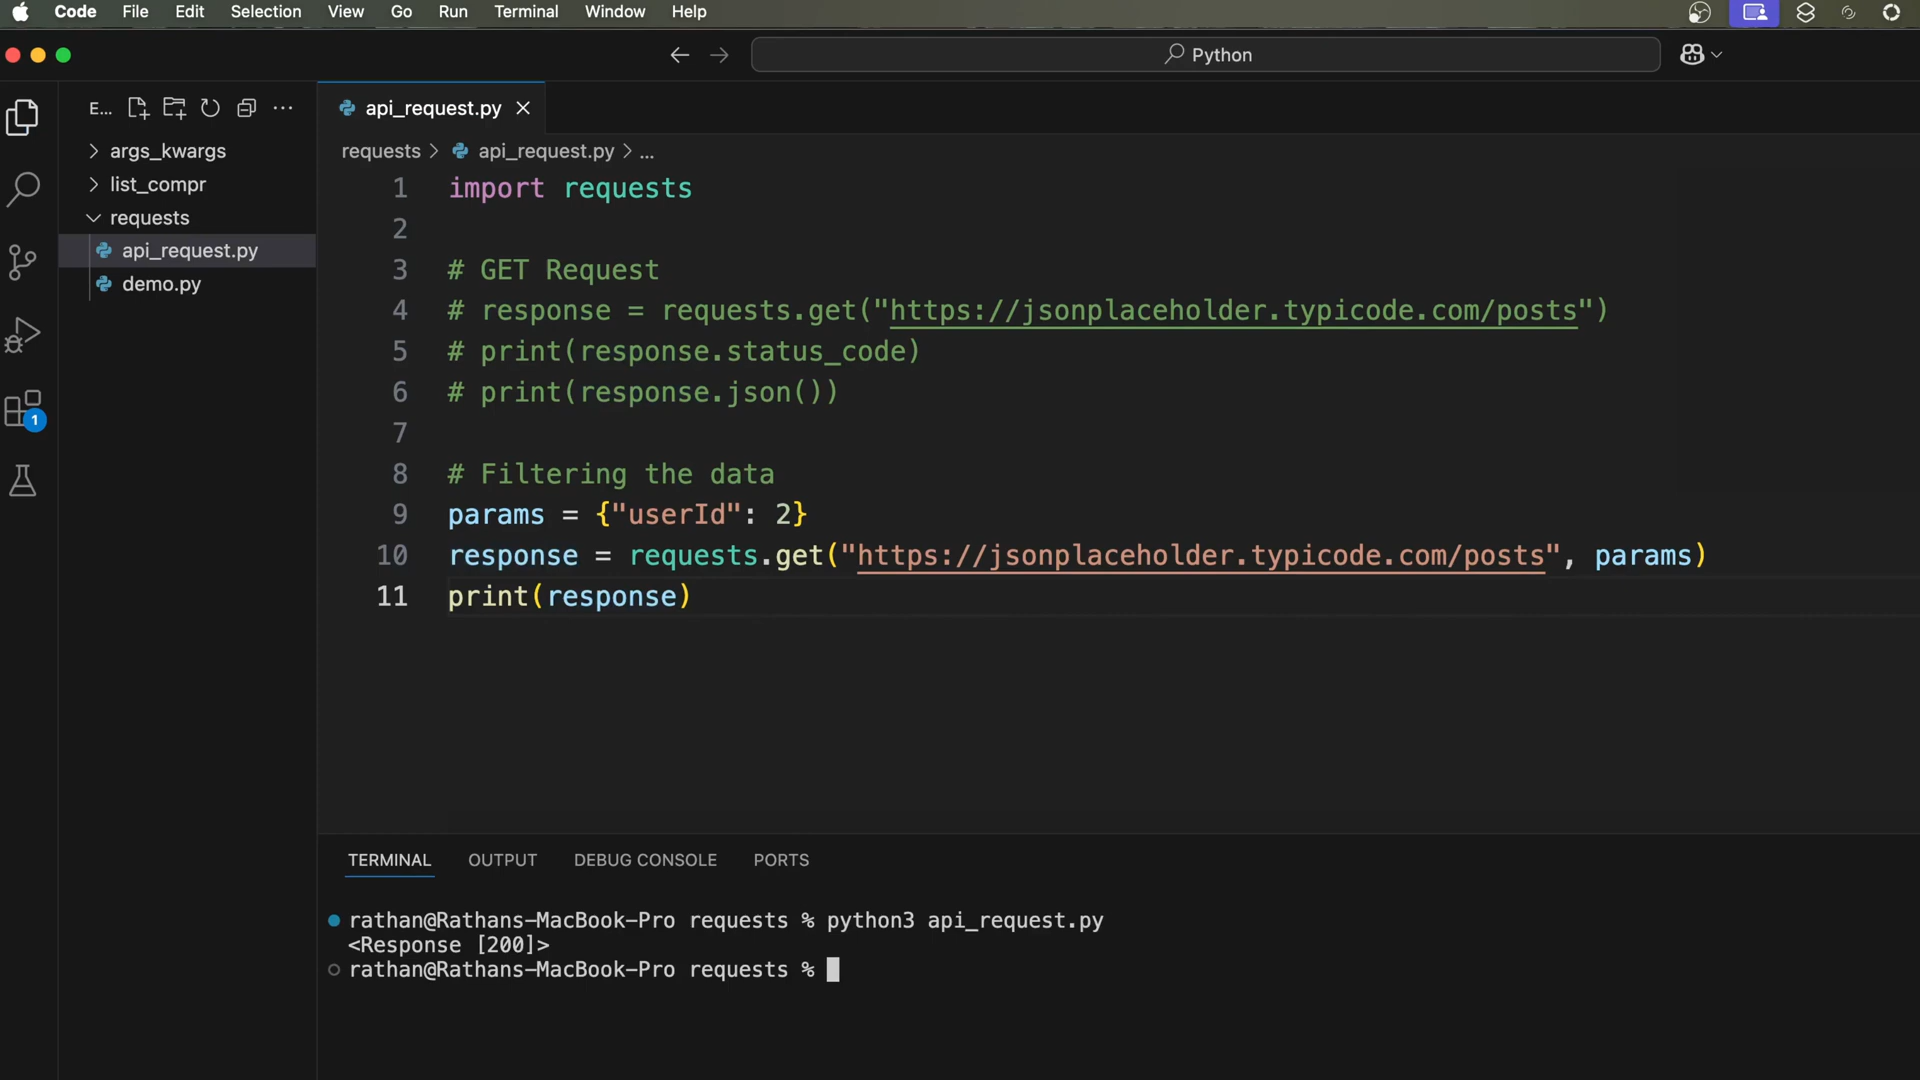 Code File Edit Selection View Go Run Terminal Window Help
Python
E...
api_request.py
args_kwargs
list_compr
requests
api_request.py
demo.py
1
requests > api_request.py > ...
1 import requests
2
3 # GET Request
4 # response = requests.get("https://jsonplaceholder.typicode.com/posts")
5 # print(response.status_code)
6 # print(response.json())
7
8 # Filtering the data
9 params = {"userId": 2}
10 response = requests.get("https://jsonplaceholder.typicode.com/posts", params)
11 print(response)
TERMINAL OUTPUT DEBUG CONSOLE PORTS
rathan@Rathans-MacBook-Pro requests % python3 api_request.py
<Response [200]>
rathan@Rathans-MacBook-Pro requests %